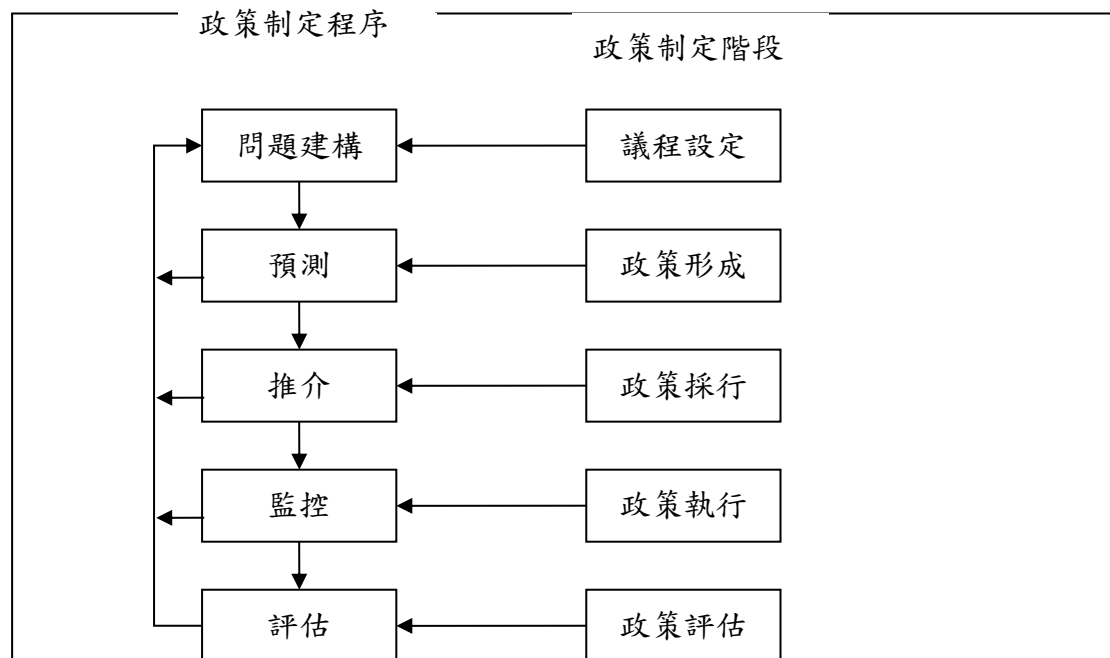 政策制定程序
政策制定階段
問題建構
議程設定
預測
政策形成
推介
政策採行
監控
政策執行
評估
政策評估